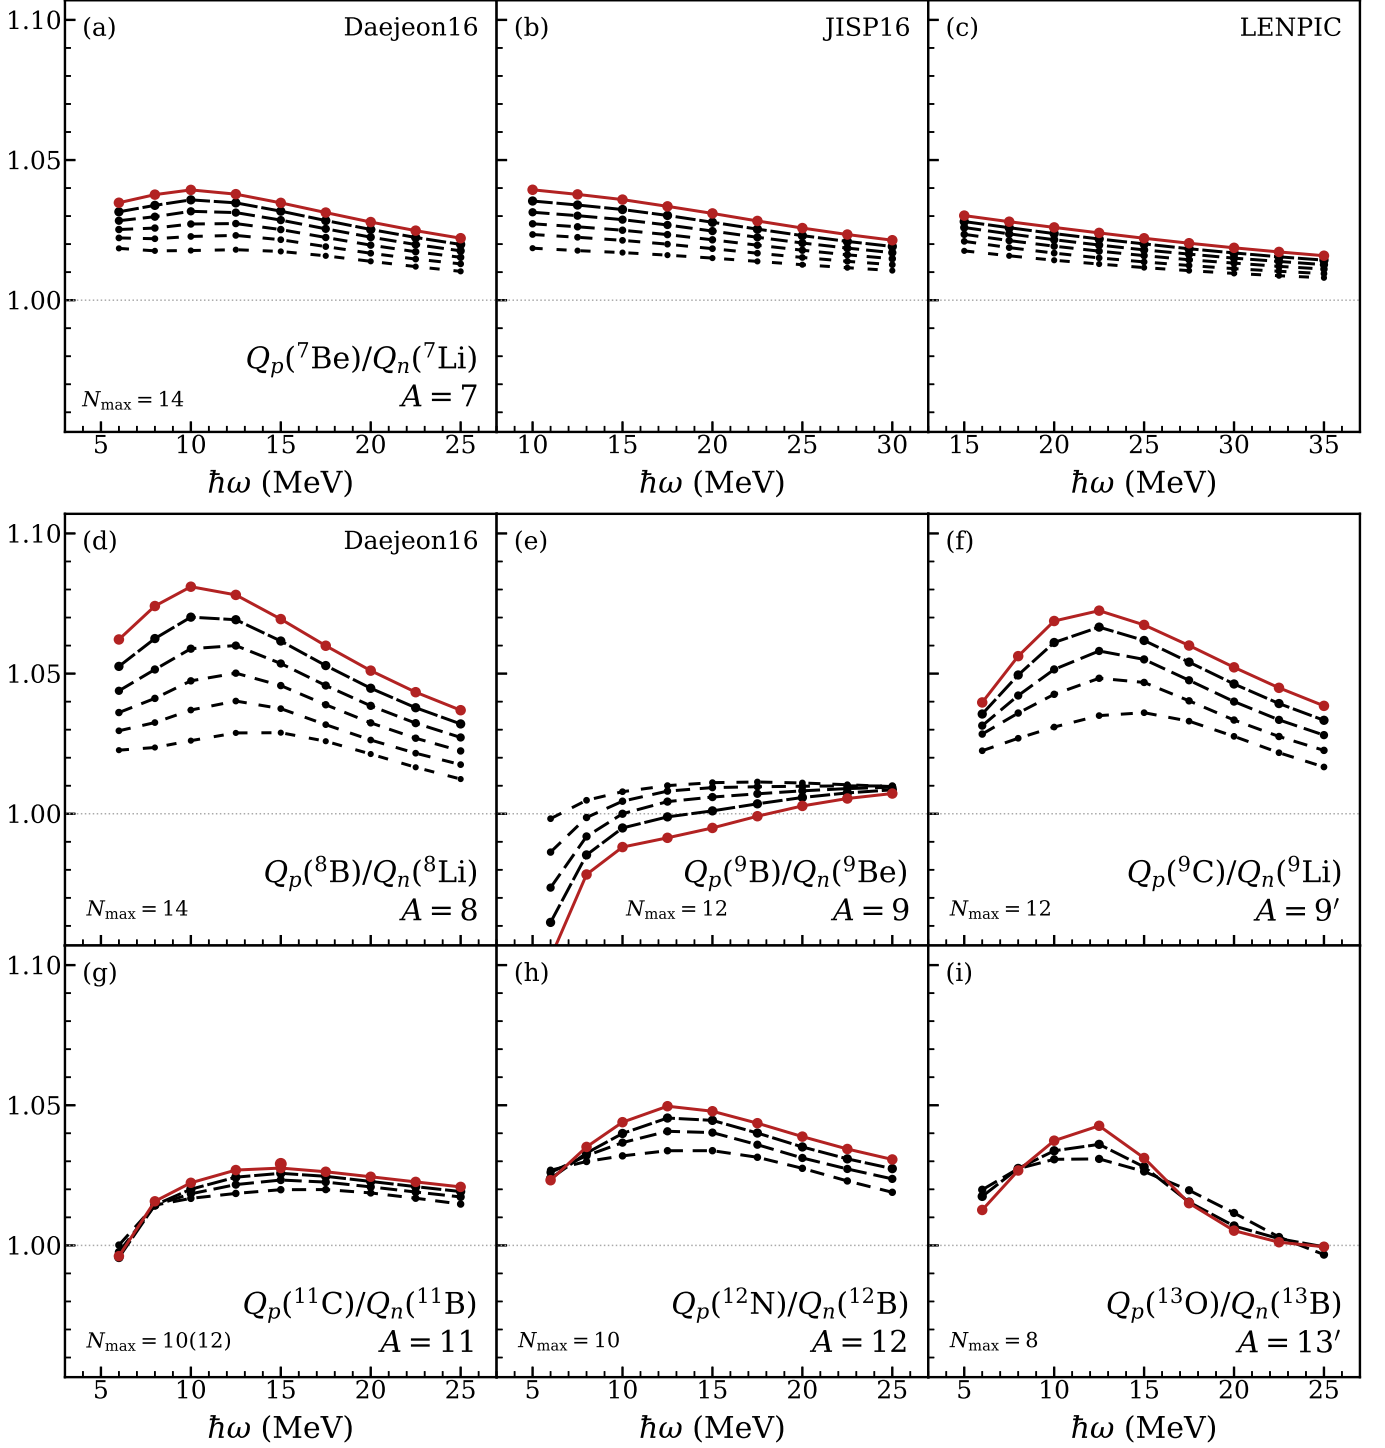 (a) Daejeon16
(b) JISP16
(c) LENPIC
1.10
1.05
1.00
Qp(7Be)/Qn(7Li)
Nmax = 14
A = 7
5 10 15 20 25
10 15 20 25 30
15 20 25 30 35
ħω (MeV)
ħω (MeV)
ħω (MeV)
(d) Daejeon16
(e)
(f)
1.10
1.05
1.00
Qp(8B)/Qn(8Li)
Nmax = 14
A = 8
Qp(9B)/Qn(9Be)
Nmax = 12
A = 9
Qp(9C)/Qn(9Li)
Nmax = 12
A = 9′
(g)
(h)
(i)
1.10
1.05
1.00
Qp(11C)/Qn(11B)
Nmax = 10(12)
A = 11
Qp(12N)/Qn(12B)
Nmax = 10
A = 12
Qp(13O)/Qn(13B)
Nmax = 8
A = 13′
5 10 15 20 25
5 10 15 20 25
5 10 15 20 25
ħω (MeV)
ħω (MeV)
ħω (MeV)